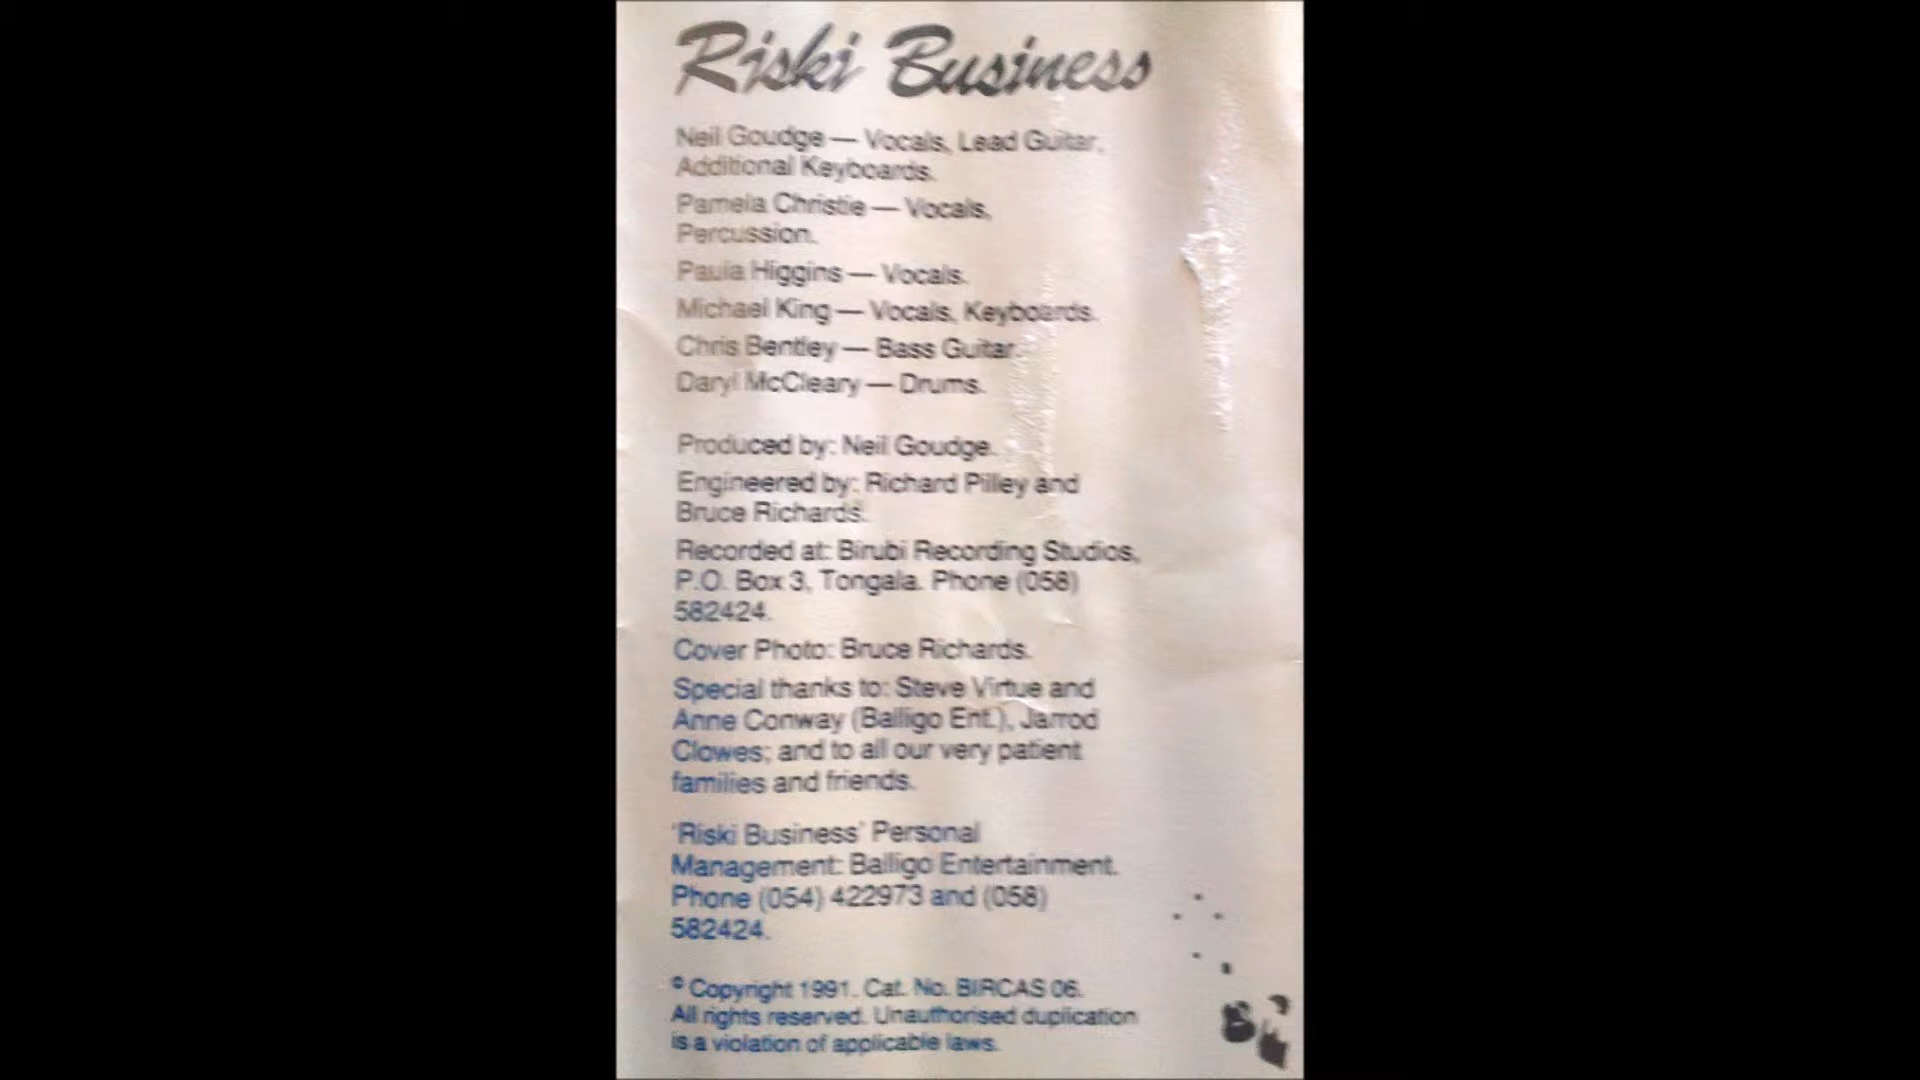 Riski Business
Neil Goudge — Vocals, Lead Guitar,
Additional Keyboards.
Pamela Christie — Vocals,
Percussion.
Paula Higgins — Vocals.
Michael King — Vocals, Keyboards.
Chris Bentley — Bass Guitar.
Daryl McCleary — Drums.
Produced by: Neil Goudge.
Engineered by: Richard Pilley and
Bruce Richards.
Recorded at: Birubi Recording Studios,
P.O. Box 3, Tongala. Phone (058)
582424.
Cover Photo: Bruce Richards.
Special thanks to: Steve Virtue and
Anne Conway (Balligo Ent.), Jarrod
Clowes; and to all our very patient
families and friends.
'Riski Business' Personal
Management: Balligo Entertainment.
Phone (054) 422973 and (058)
582424.
© Copyright 1991. Cat. No. BIRCAS 06.
All rights reserved. Unauthorised duplication
is a violation of applicable laws.